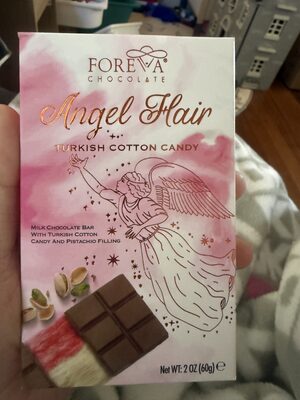 FOREVA®
CHOCOLATE
Angel Hair
TURKISH COTTON CANDY
MILK CHOCOLATE BAR
WITH TURKISH COTTON
CANDY AND PISTACHIO FILLING
NET WT: 2 OZ (60g) ℮